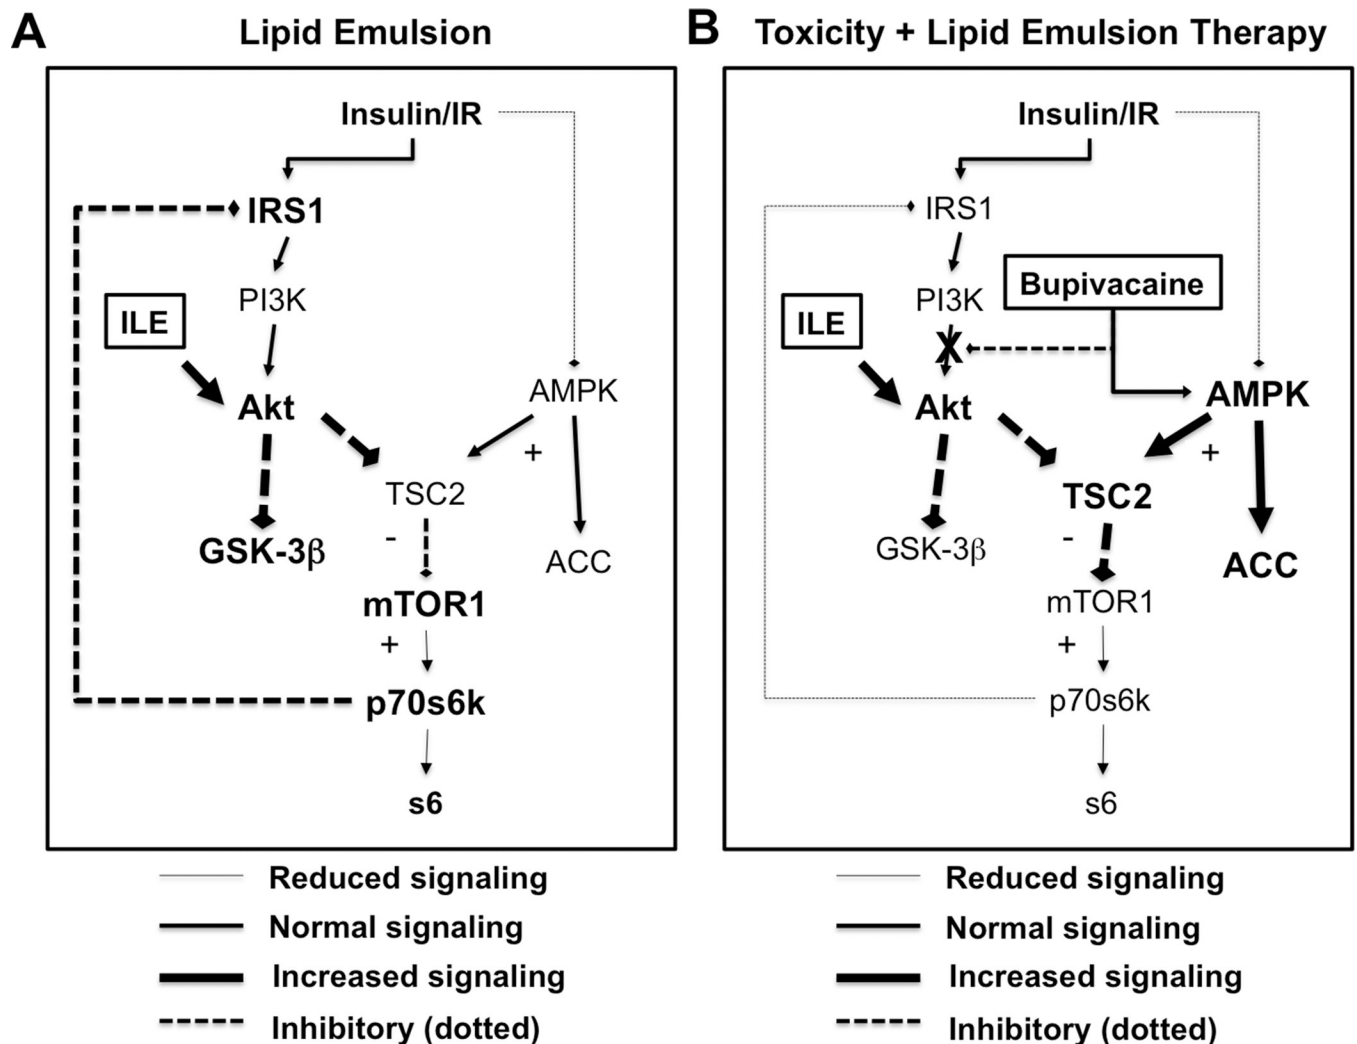 A
Lipid Emulsion
Insulin/IR
IRS1
PI3K
ILE
Akt
AMPK
+
TSC2
-
GSK-3β
ACC
mTOR1
+
p70s6k
s6
Reduced signaling
Normal signaling
Increased signaling
Inhibitory (dotted)
B
Toxicity + Lipid Emulsion Therapy
Insulin/IR
IRS1
Bupivacaine
PI3K
ILE
X
Akt
AMPK
+
TSC2
-
GSK-3β
ACC
mTOR1
+
p70s6k
s6
Reduced signaling
Normal signaling
Increased signaling
Inhibitory (dotted)